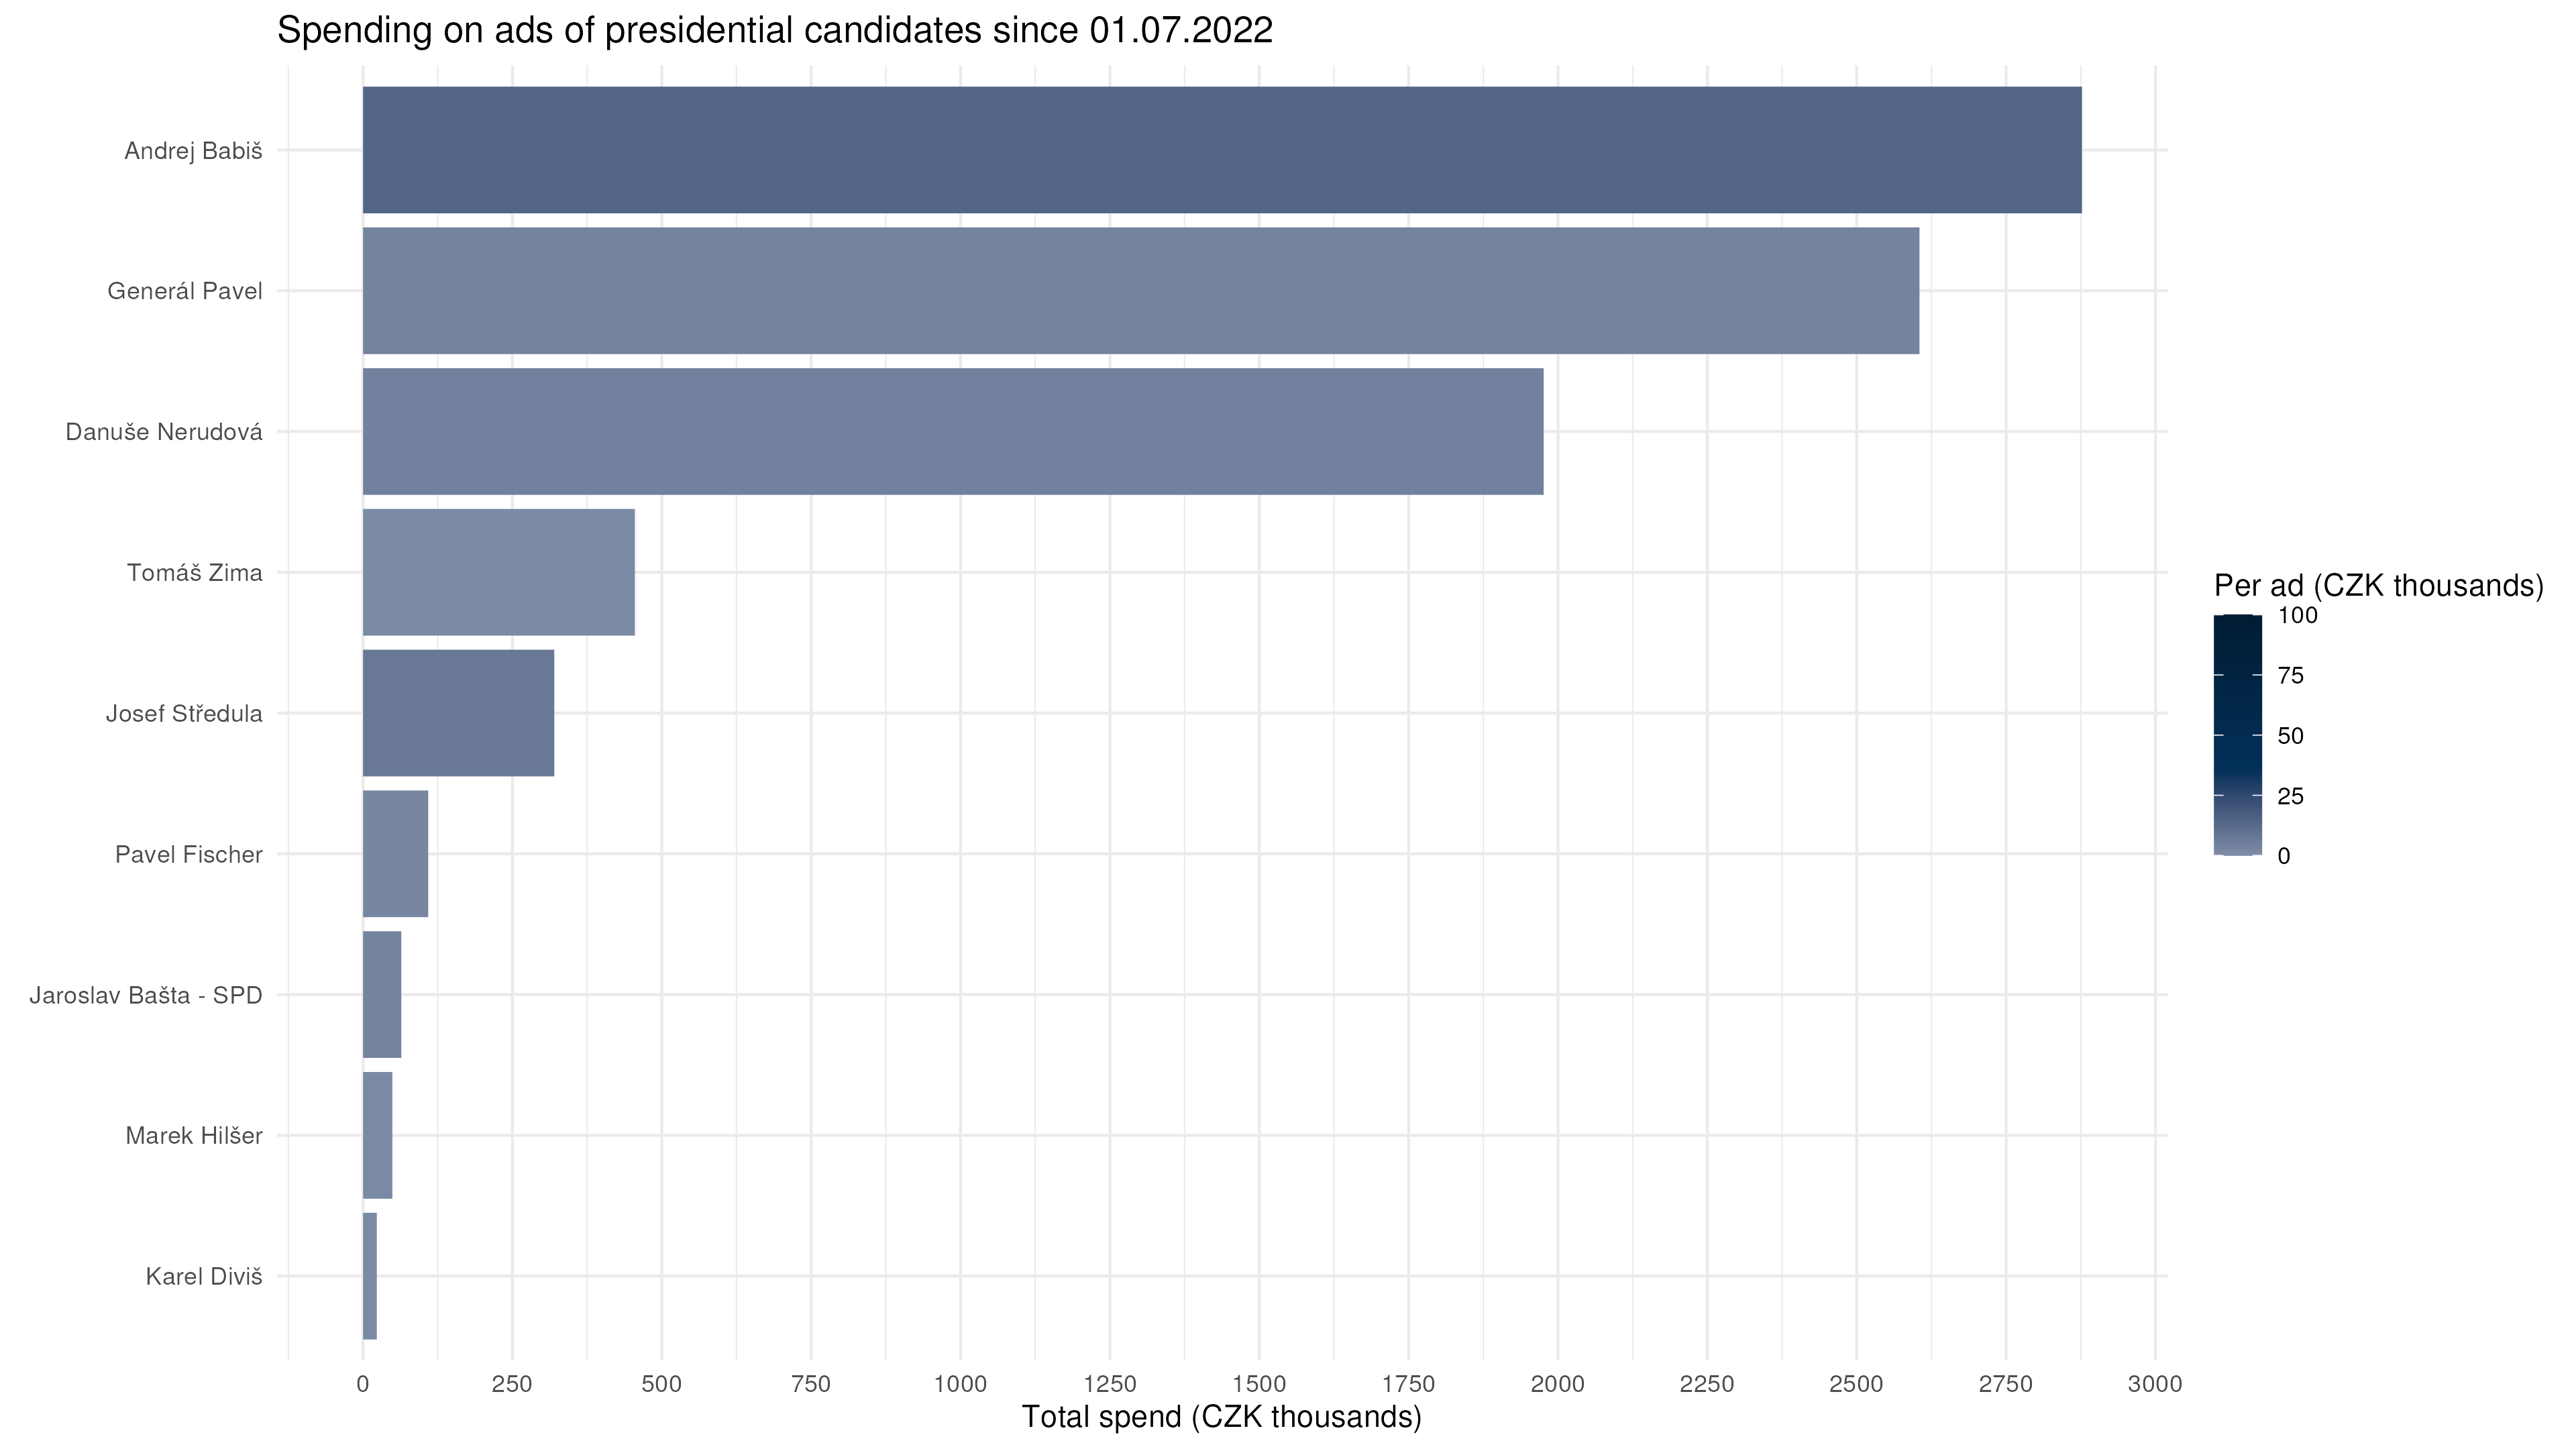 Spending on ads of presidential candidates since 01.07.2022
Andrej Babiš
Generál Pavel
Danuše Nerudová
Tomáš Zima
Josef Středula
Pavel Fischer
Jaroslav Bašta - SPD
Marek Hilšer
Karel Diviš
0 250 500 750 1000 1250 1500 1750 2000 2250 2500 2750 3000
Total spend (CZK thousands)
Per ad (CZK thousands)
100
75
50
25
0